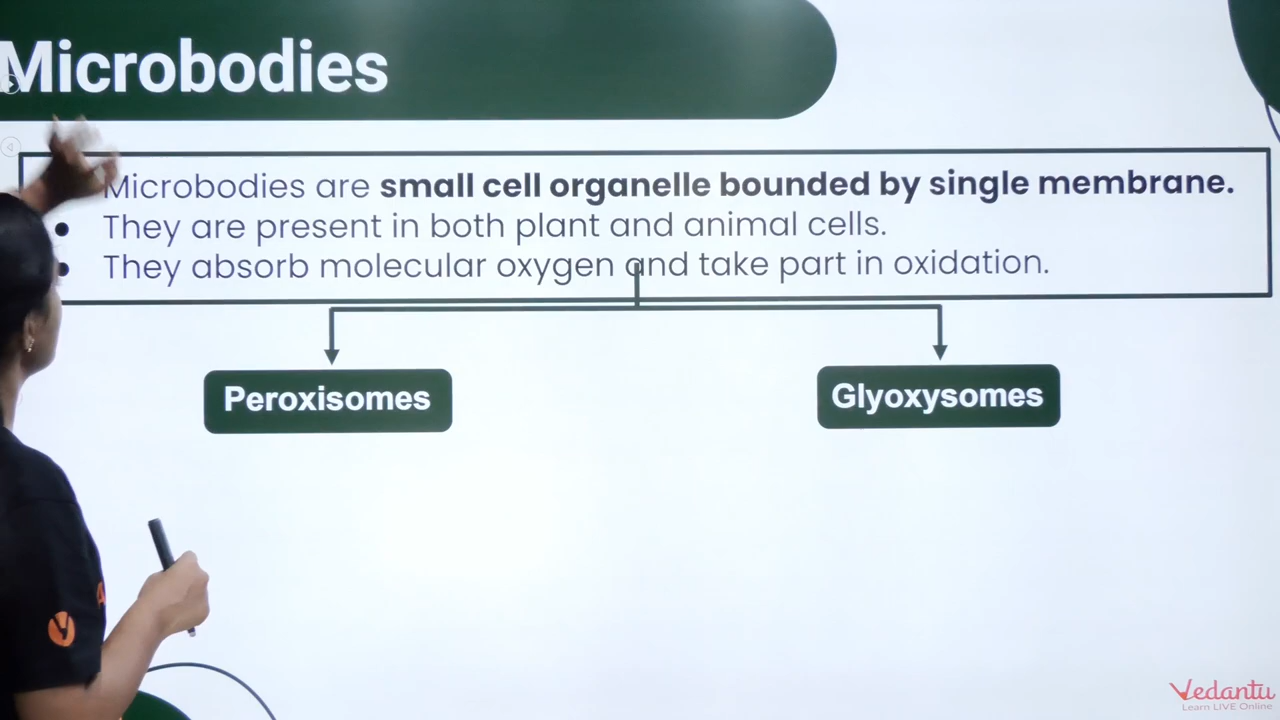 Microbodies
Microbodies are small cell organelle bounded by single membrane.
• They are present in both plant and animal cells.
• They absorb molecular oxygen and take part in oxidation.
Peroxisomes
Glyoxysomes
Vedantu
Learn LIVE Online